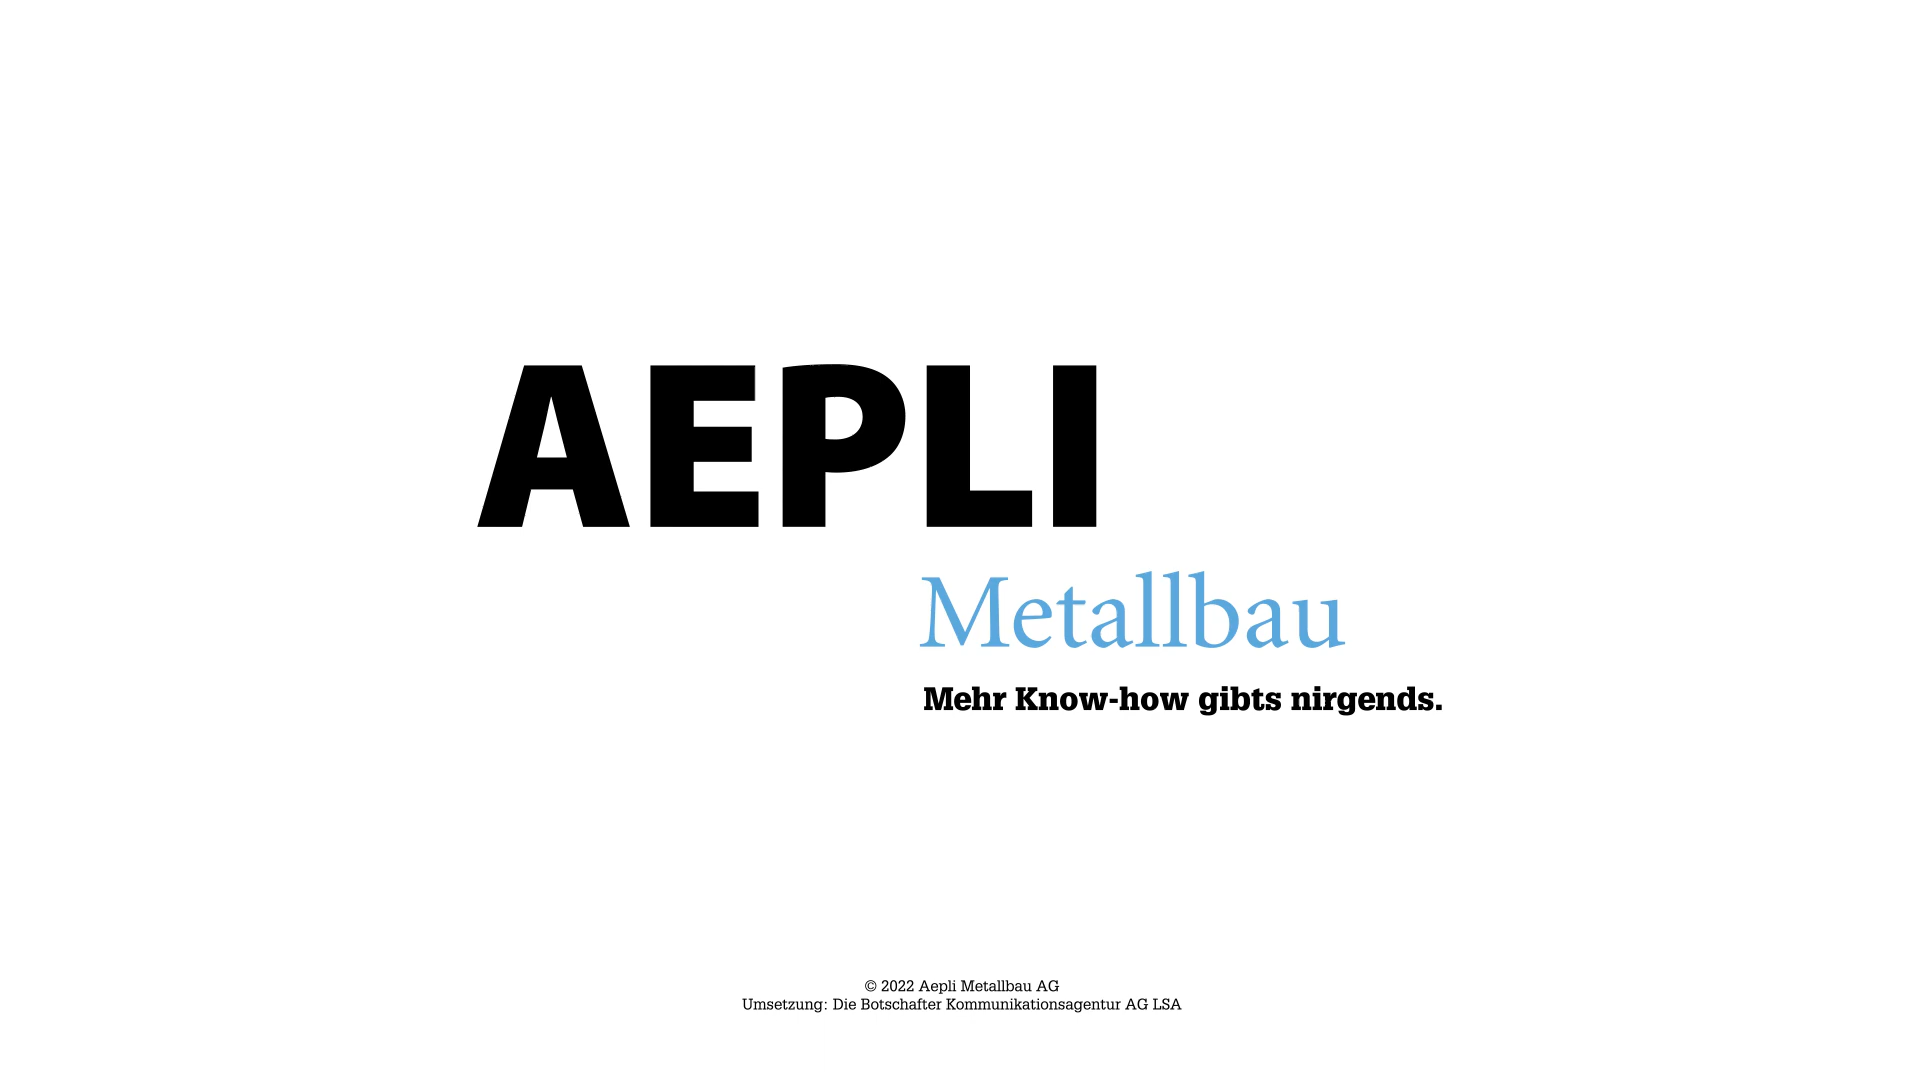 AEPLI
Metallbau
Mehr Know-how gibts nirgends.
© 2022 Aepli Metallbau AG
Umsetzung: Die Botschafter Kommunikationsagentur AG LSA